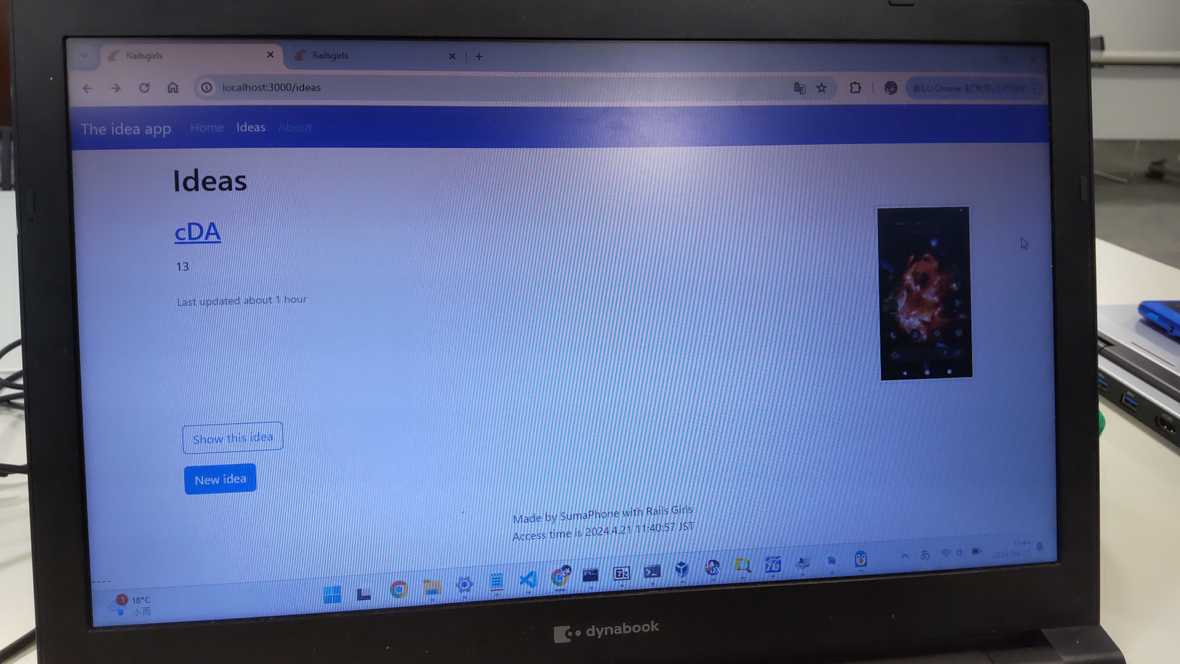 Railsgirls
Railsgirls
localhost:3000/ideas
The idea app Home Ideas About
Ideas
cDA
13
Last updated about 1 hour
Show this idea
New idea
Made by SumaPhone with Rails Girls
Access time is 2024.4.21 11:40:57 JST
18°C
小雨
dynabook